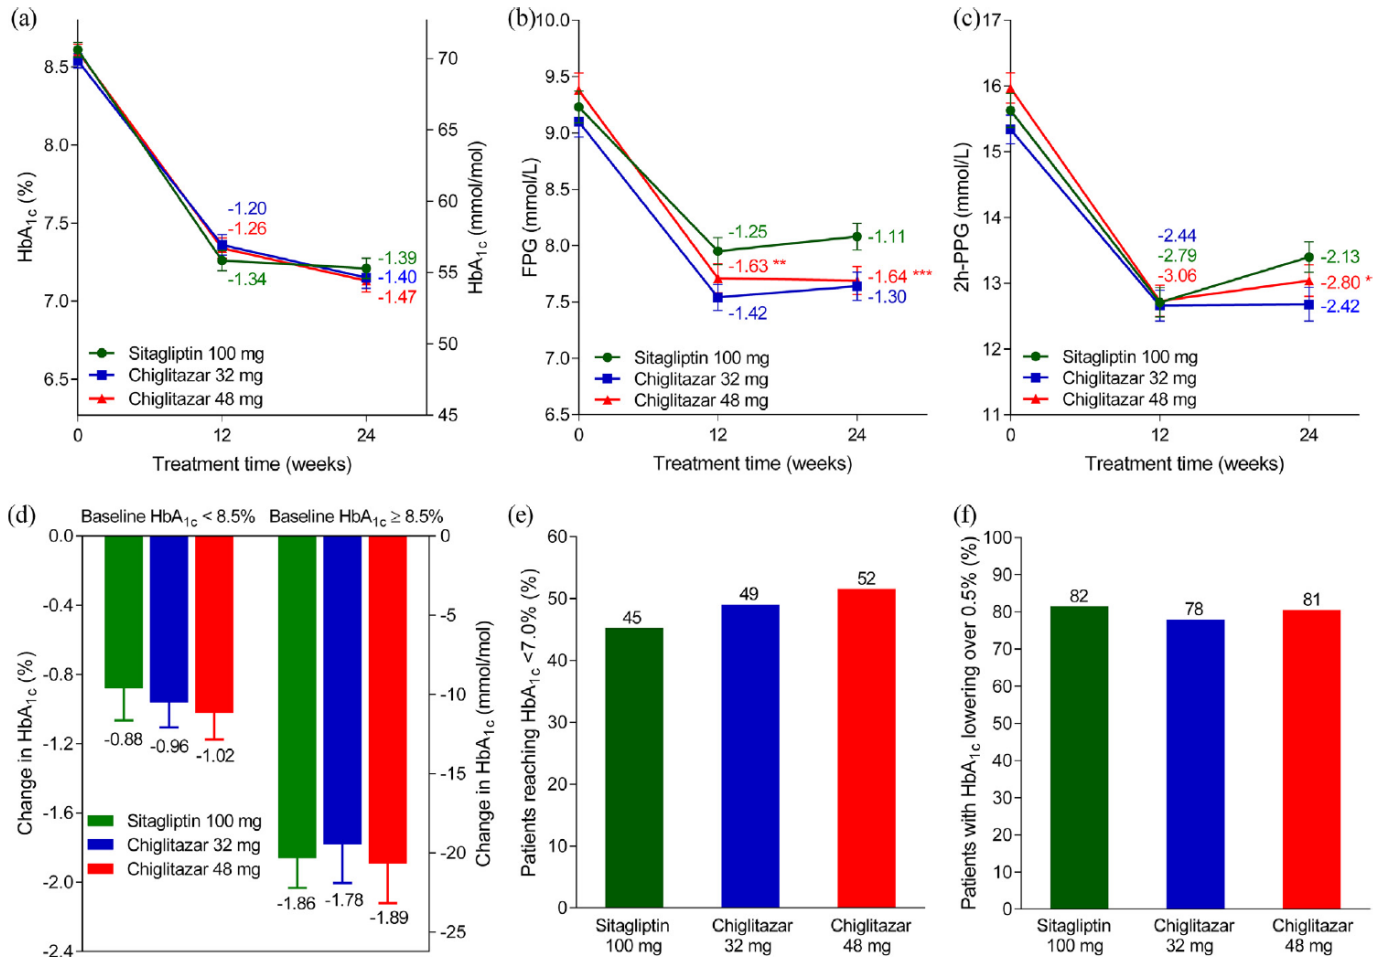 (a)
HbA1c (%)
8.5
8.0
7.5
7.0
6.5
70
65
60
55
50
45
HbA1c (mmol/mol)
-1.20
-1.26
-1.34
-1.39
-1.40
-1.47
Sitagliptin 100 mg
Chiglitazar 32 mg
Chiglitazar 48 mg
0 12 24
Treatment time (weeks)
(b)
FPG (mmol/L)
10.0
9.5
9.0
8.5
8.0
7.5
7.0
6.5
-1.25
-1.63 **
-1.42
-1.11
-1.64 ***
-1.30
Sitagliptin 100 mg
Chiglitazar 32 mg
Chiglitazar 48 mg
0 12 24
Treatment time (weeks)
(c)
2h-PPG (mmol/L)
17
16
15
14
13
12
11
-2.44
-2.79
-3.06
-2.13
-2.80 *
-2.42
Sitagliptin 100 mg
Chiglitazar 32 mg
Chiglitazar 48 mg
0 12 24
Treatment time (weeks)
(d)
Baseline HbA1c < 8.5% Baseline HbA1c ≥ 8.5%
Change in HbA1c (%)
0.0
-0.4
-0.8
-1.2
-1.6
-2.0
-2.4
0
-5
-10
-15
-20
-25
Change in HbA1c (mmol/mol)
-0.88
-0.96
-1.02
-1.86
-1.78
-1.89
Sitagliptin 100 mg
Chiglitazar 32 mg
Chiglitazar 48 mg
(e)
Patients reaching HbA1c <7.0% (%)
60
50
40
30
20
10
0
45
49
52
Sitagliptin Chiglitazar Chiglitazar
100 mg 32 mg 48 mg
(f)
Patients with HbA1c lowering over 0.5% (%)
100
90
80
70
60
50
40
30
20
10
0
82
78
81
Sitagliptin Chiglitazar Chiglitazar
100 mg 32 mg 48 mg